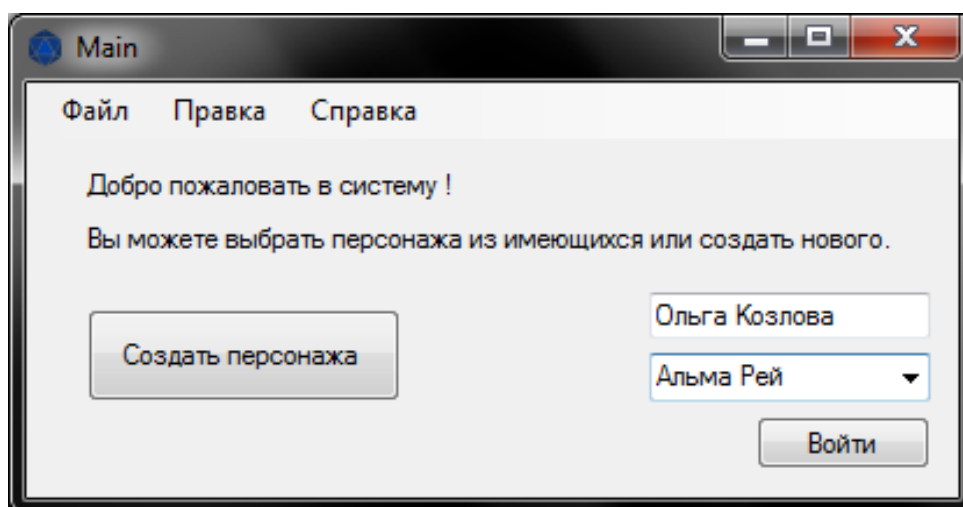 Main
Файл Правка Справка
Добро пожаловать в систему !
Вы можете выбрать персонажа из имеющихся или создать нового.
Ольга Козлова
Создать персонажа
Альма Рей
Войти